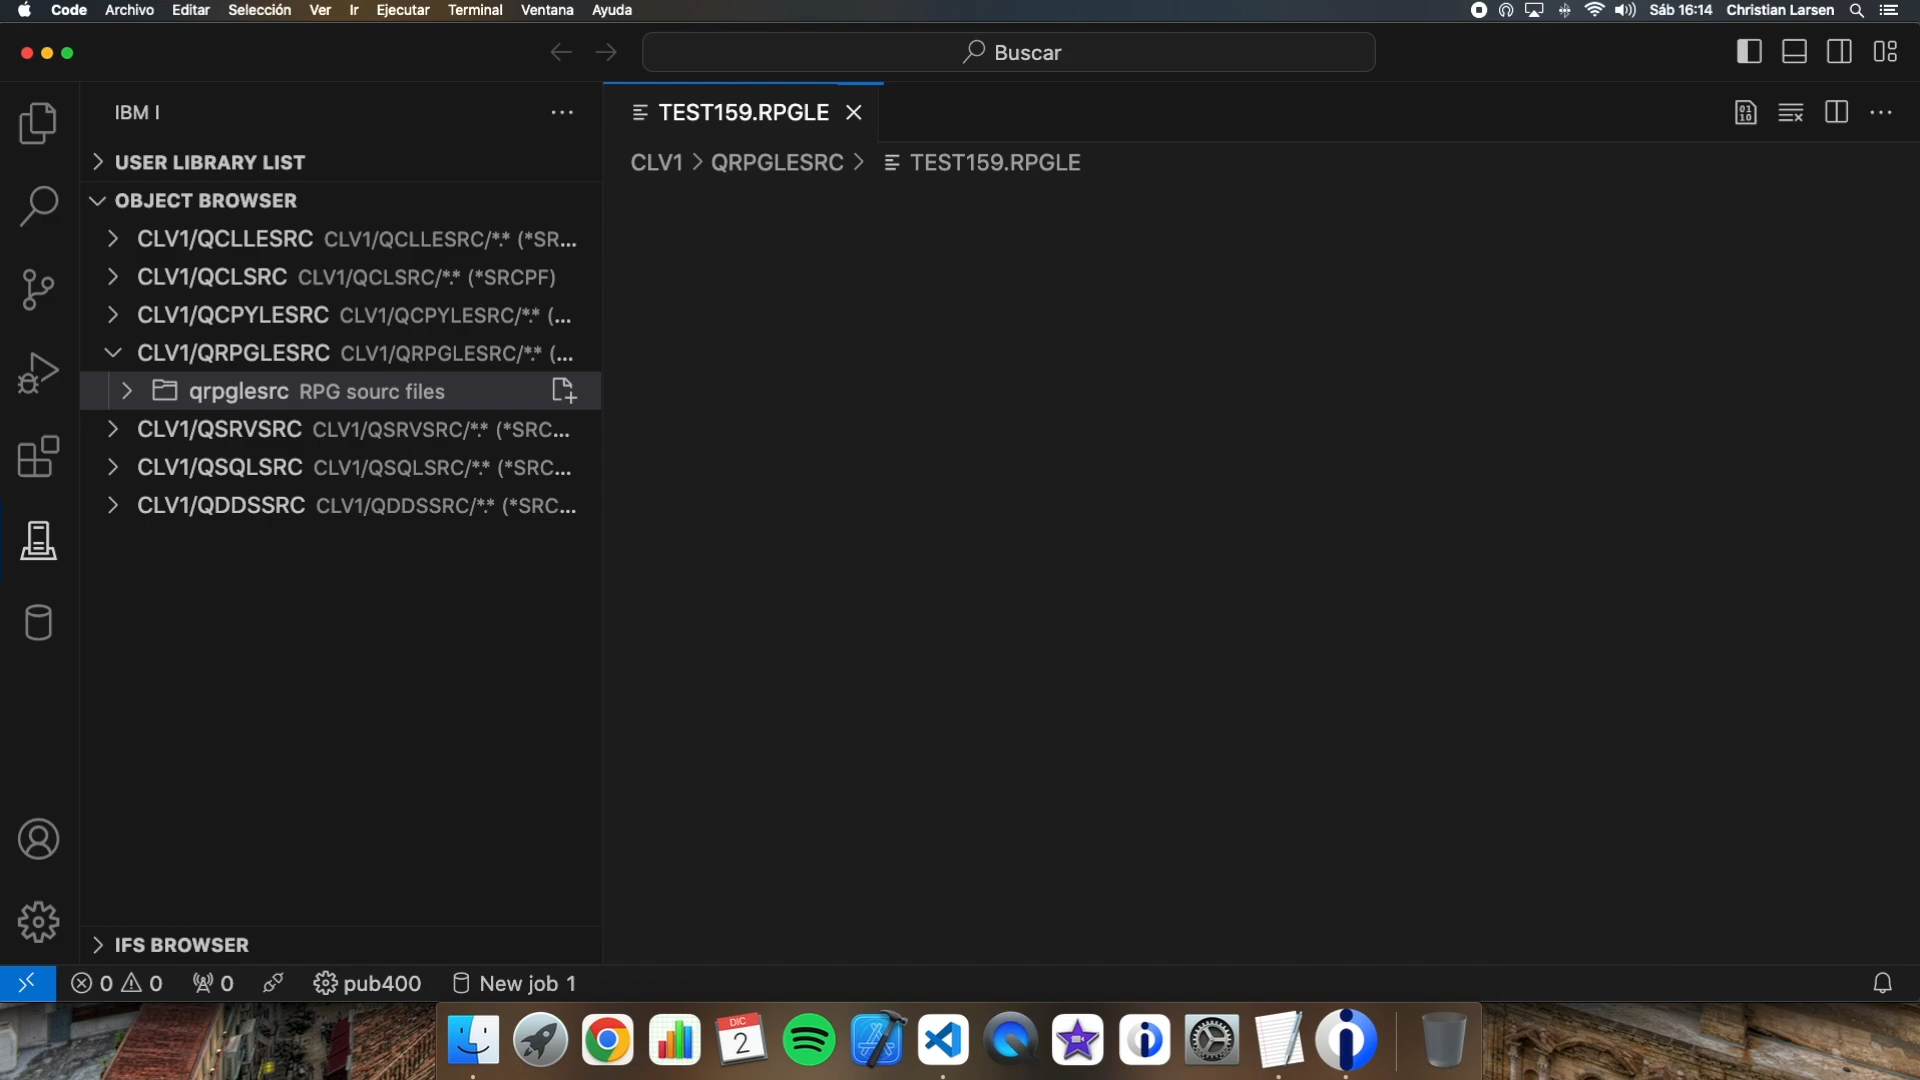 Code Archivo Editar Selección Ver Ir Ejecutar Terminal Ventana Ayuda Sáb 16:14 Christian Larsen
Buscar
IBM I
USER LIBRARY LIST
OBJECT BROWSER
CLV1/QCLLESRC CLV1/QCLLESRC/*.* (*SR...
CLV1/QCLSRC CLV1/QCLSRC/*.* (*SRCPF)
CLV1/QCPYLESRC CLV1/QCPYLESRC/*.* (...
CLV1/QRPGLESRC CLV1/QRPGLESRC/*.* (...
qrpglesrc RPG sourc files
CLV1/QSRVSRC CLV1/QSRVSRC/*.* (*SRC...
CLV1/QSQLSRC CLV1/QSQLSRC/*.* (*SRC...
CLV1/QDDSSRC CLV1/QDDSSRC/*.* (*SRC...
IFS BROWSER
TEST159.RPGLE
CLV1 > QRPGLESRC > TEST159.RPGLE
0 0 0 pub400 New job 1
DIC
2